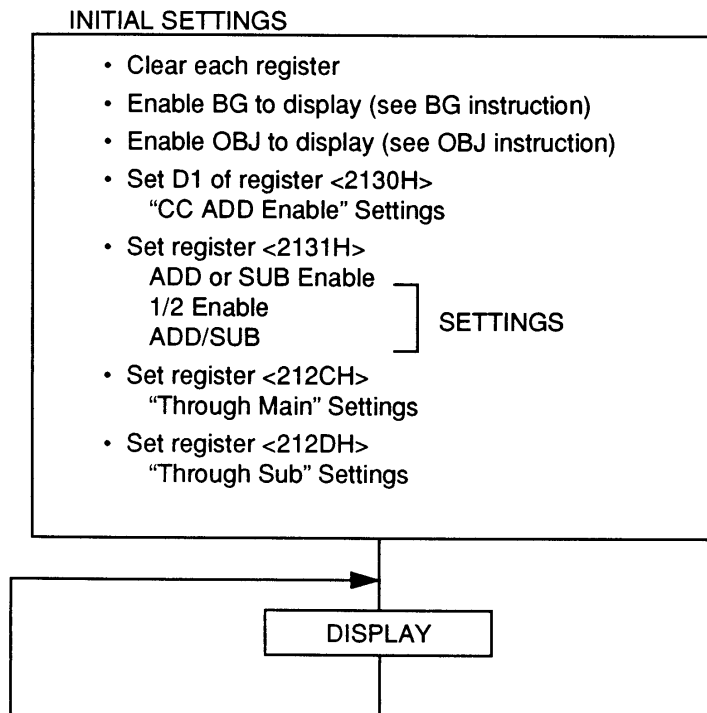 INITIAL SETTINGS
• Clear each register
• Enable BG to display (see BG instruction)
• Enable OBJ to display (see OBJ instruction)
• Set D1 of register <2130H>
“CC ADD Enable” Settings
• Set register <2131H>
ADD or SUB Enable
1/2 Enable
ADD/SUB
SETTINGS
• Set register <212CH>
“Through Main” Settings
• Set register <212DH>
“Through Sub” Settings
DISPLAY